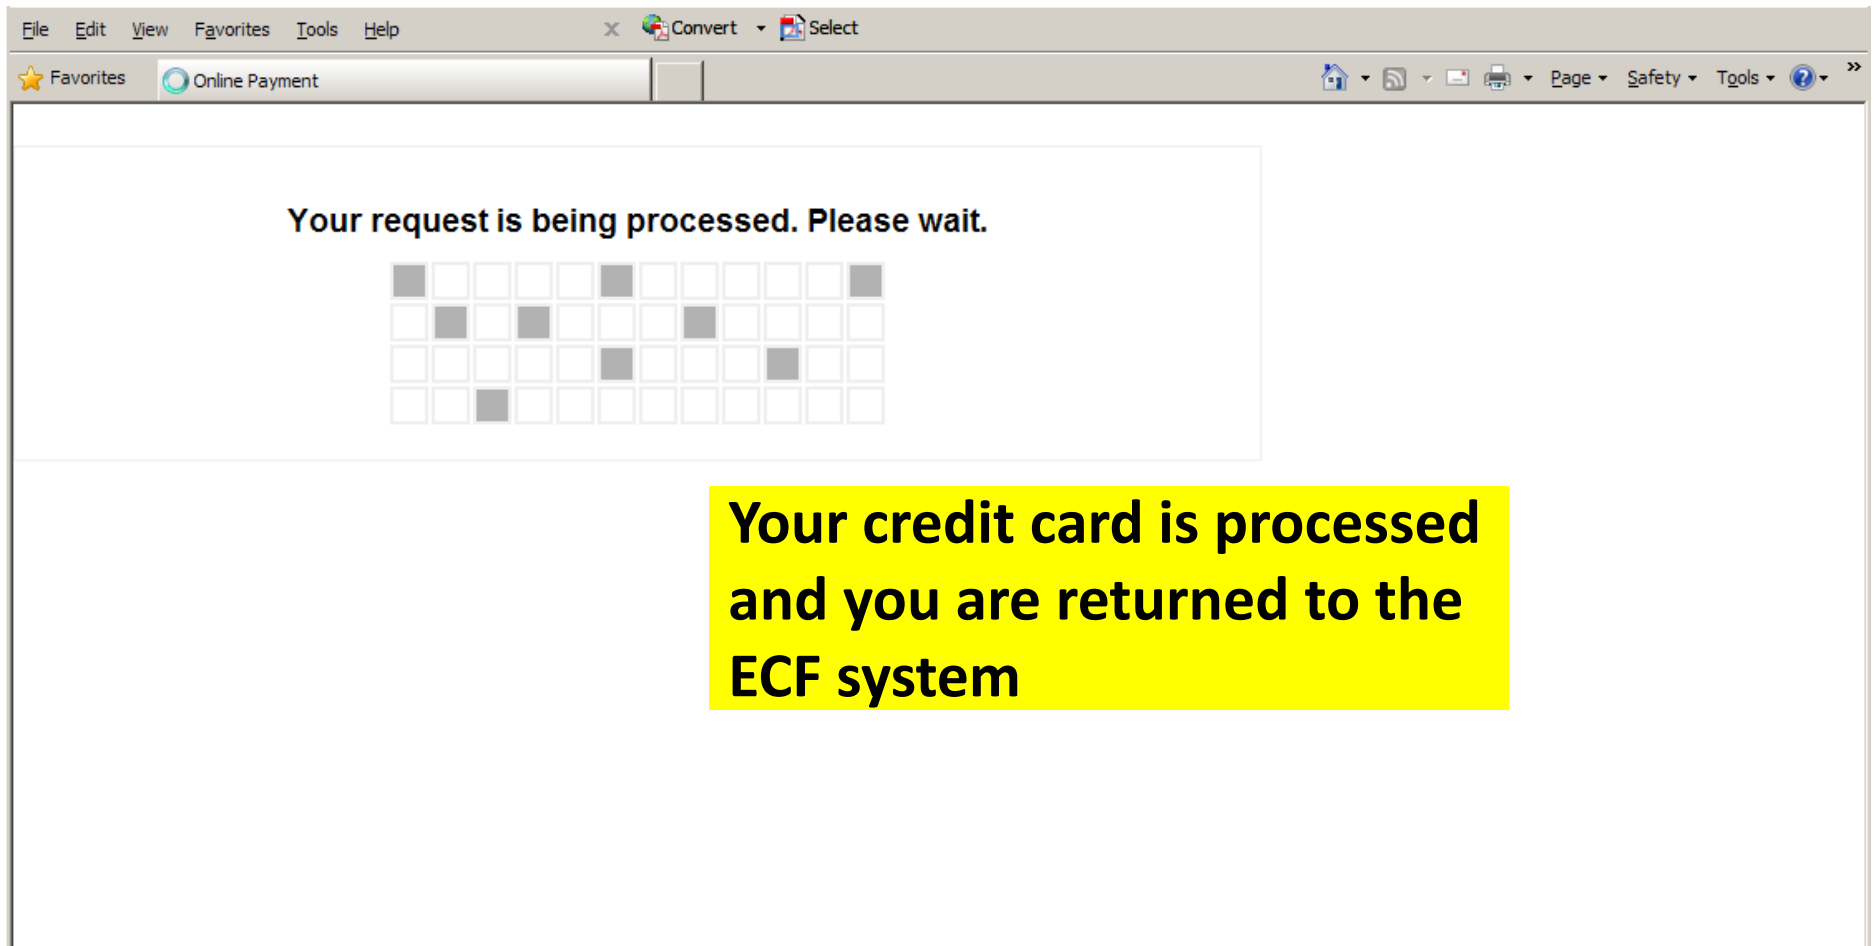 File Edit View Favorites Tools Help x Convert Select
Favorites Online Payment Page Safety Tools »
Your request is being processed. Please wait.
Your credit card is processed
and you are returned to the
ECF system